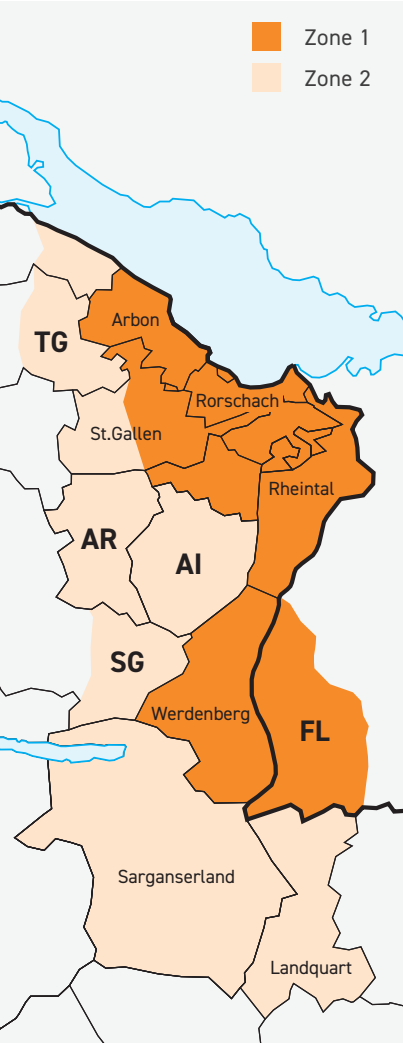 Zone 1
Zone 2
Arbon
TG
Rorschach
St.Gallen
Rheintal
AR
AI
SG
Werdenberg
FL
Sarganserland
Landquart